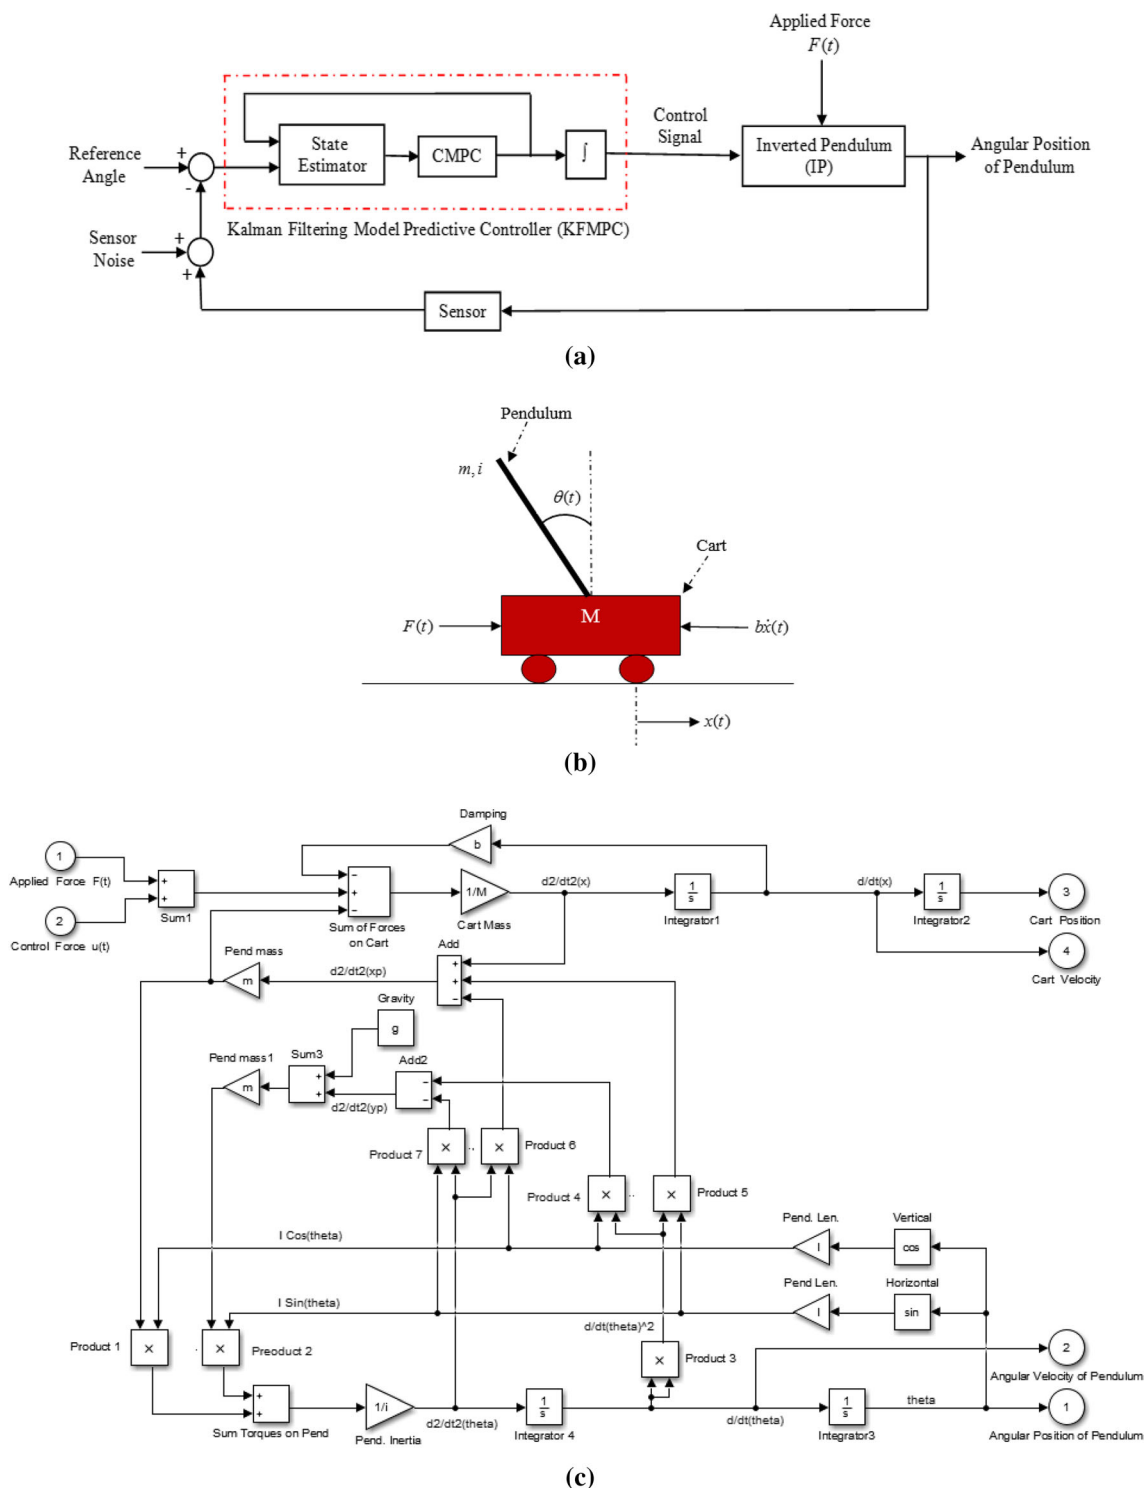 Applied Force
F(t)
Reference
Angle
+
-
State
Estimator
CMPC
∫
Control
Signal
Inverted Pendulum
(IP)
Angular Position
of Pendulum
Kalman Filtering Model Predictive Controller (KFMPC)
Sensor
Noise
+
+
Sensor
(a)
Pendulum
m, i
θ(t)
Cart
M
F(t)
bẋ(t)
x(t)
(b)
Damping
b
1
Applied Force F(t)
+
+
Sum1
2
Control Force u(t)
−
+
−
Sum of Forces
on Cart
1/M
Cart Mass
d2/dt2(x)
1
s
Integrator1
d/dt(x)
1
s
Integrator2
3
Cart Position
4
Cart Velocity
Pend mass
m
d2/dt2(xp)
Add
+
+
−
Gravity
g
Pend mass1
m
Sum3
+
+
d2/dt2(yp)
Add2
−
−
Product 7
×
..
×
Product 6
Product 4
×
..
×
Product 5
l Cos(theta)
Pend. Len.
l
Vertical
cos
l Sin(theta)
Pend Len.
l
Horizontal
sin
d/dt(theta)^2
Product 1
×
.
×
Preoduct 2
×
Product 3
2
Angular Velocity of Pendulum
+
+
Sum Torques on Pend
1/i
Pend. Inertia
d2/dt2(theta)
1
s
Integrator 4
d/dt(theta)
1
s
Integrator3
theta
1
Angular Position of Pendulum
(c)